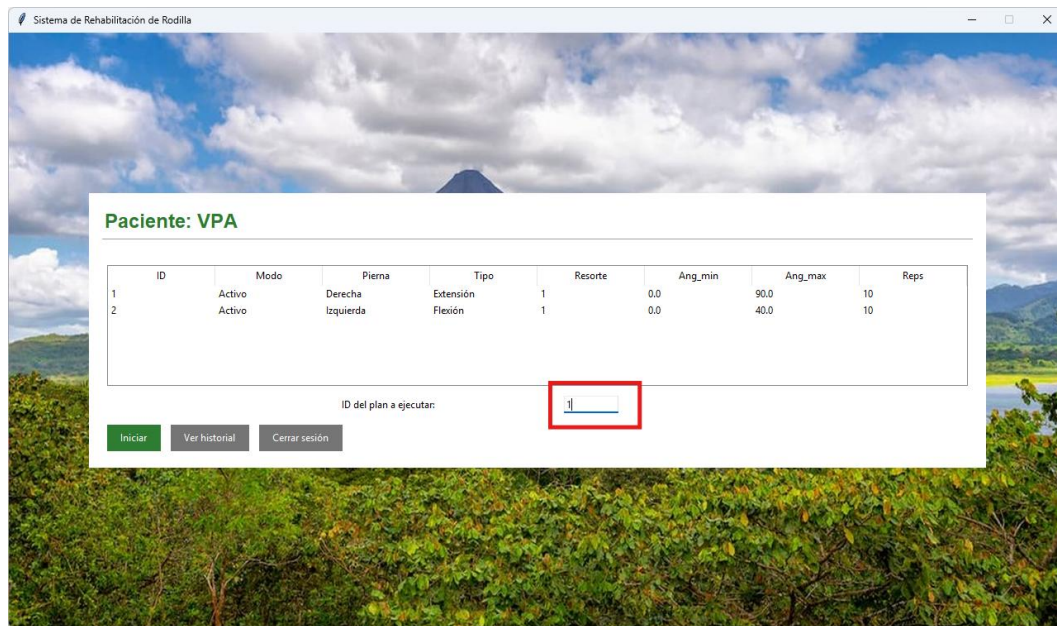 Sistema de Rehabilitación de Rodilla
Paciente: VPA
ID Modo Pierna Tipo Resorte Ang_min Ang_max Reps
1 Activo Derecha Extensión 1 0.0 90.0 10
2 Activo Izquierda Flexión 1 0.0 40.0 10
ID del plan a ejecutar: 1
Iniciar Ver historial Cerrar sesión